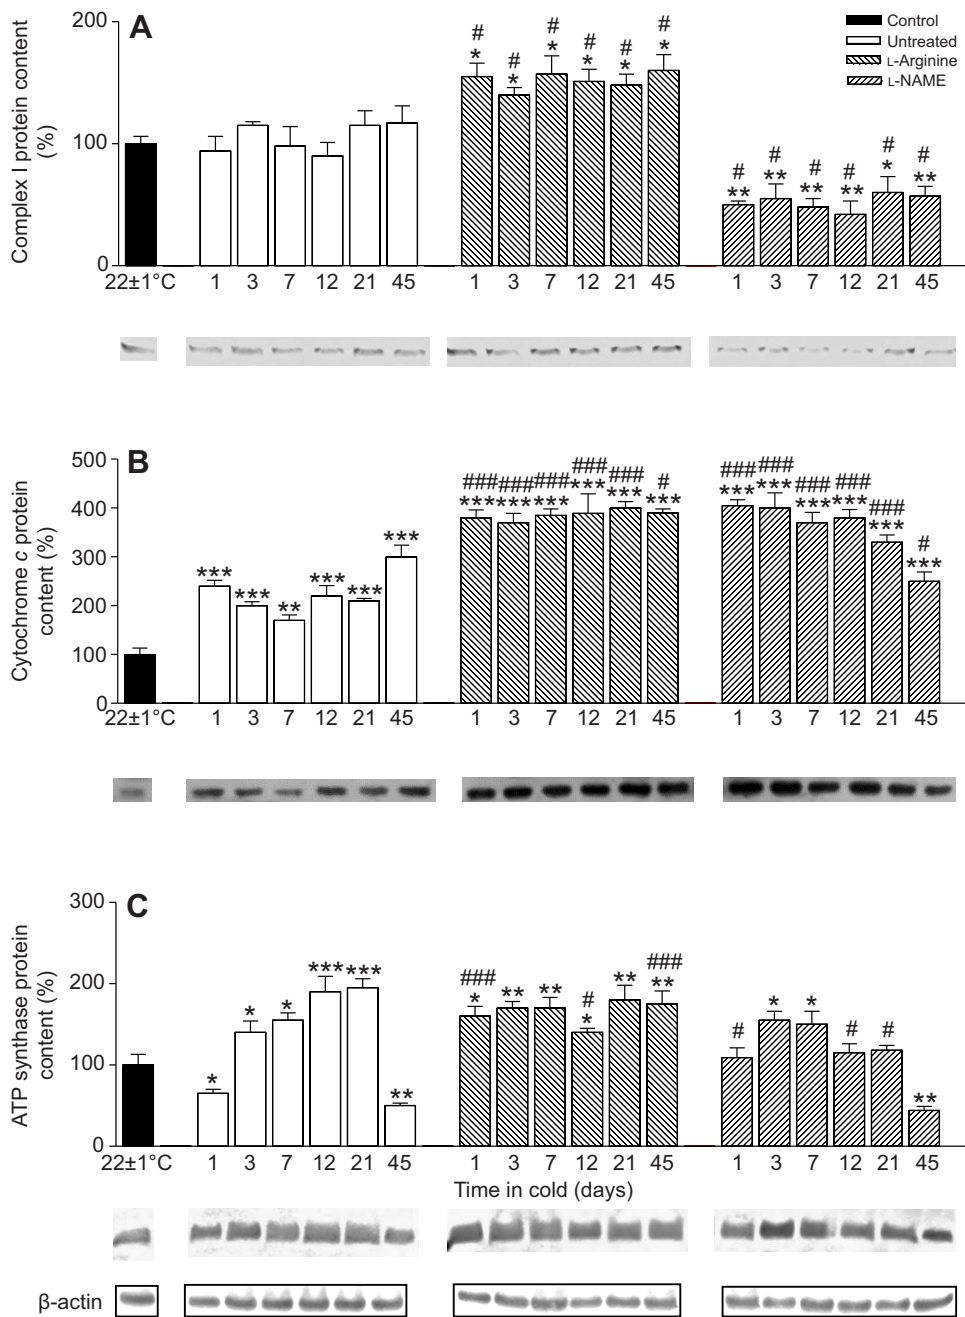 A
Complex I protein content
(%)
200
100
0
Control
Untreated
L-Arginine
L-NAME
# # # # # #
* * * * * *
# # # # # #
** ** ** ** * **
22±1°C 1 3 7 12 21 45 1 3 7 12 21 45 1 3 7 12 21 45
B
Cytochrome c protein
content (%)
500
400
300
200
100
0
*** *** ** *** *** ***
### ### ### ### ### #
*** *** *** *** *** ***
### ### ### ### ### #
*** *** *** *** *** ***
22±1°C 1 3 7 12 21 45 1 3 7 12 21 45 1 3 7 12 21 45
C
ATP synthase protein
content (%)
300
200
100
0
* * * *** *** **
### # ###
* ** ** * ** **
# * * # # **
22±1°C 1 3 7 12 21 45 1 3 7 12 21 45 1 3 7 12 21 45
Time in cold (days)
β-actin